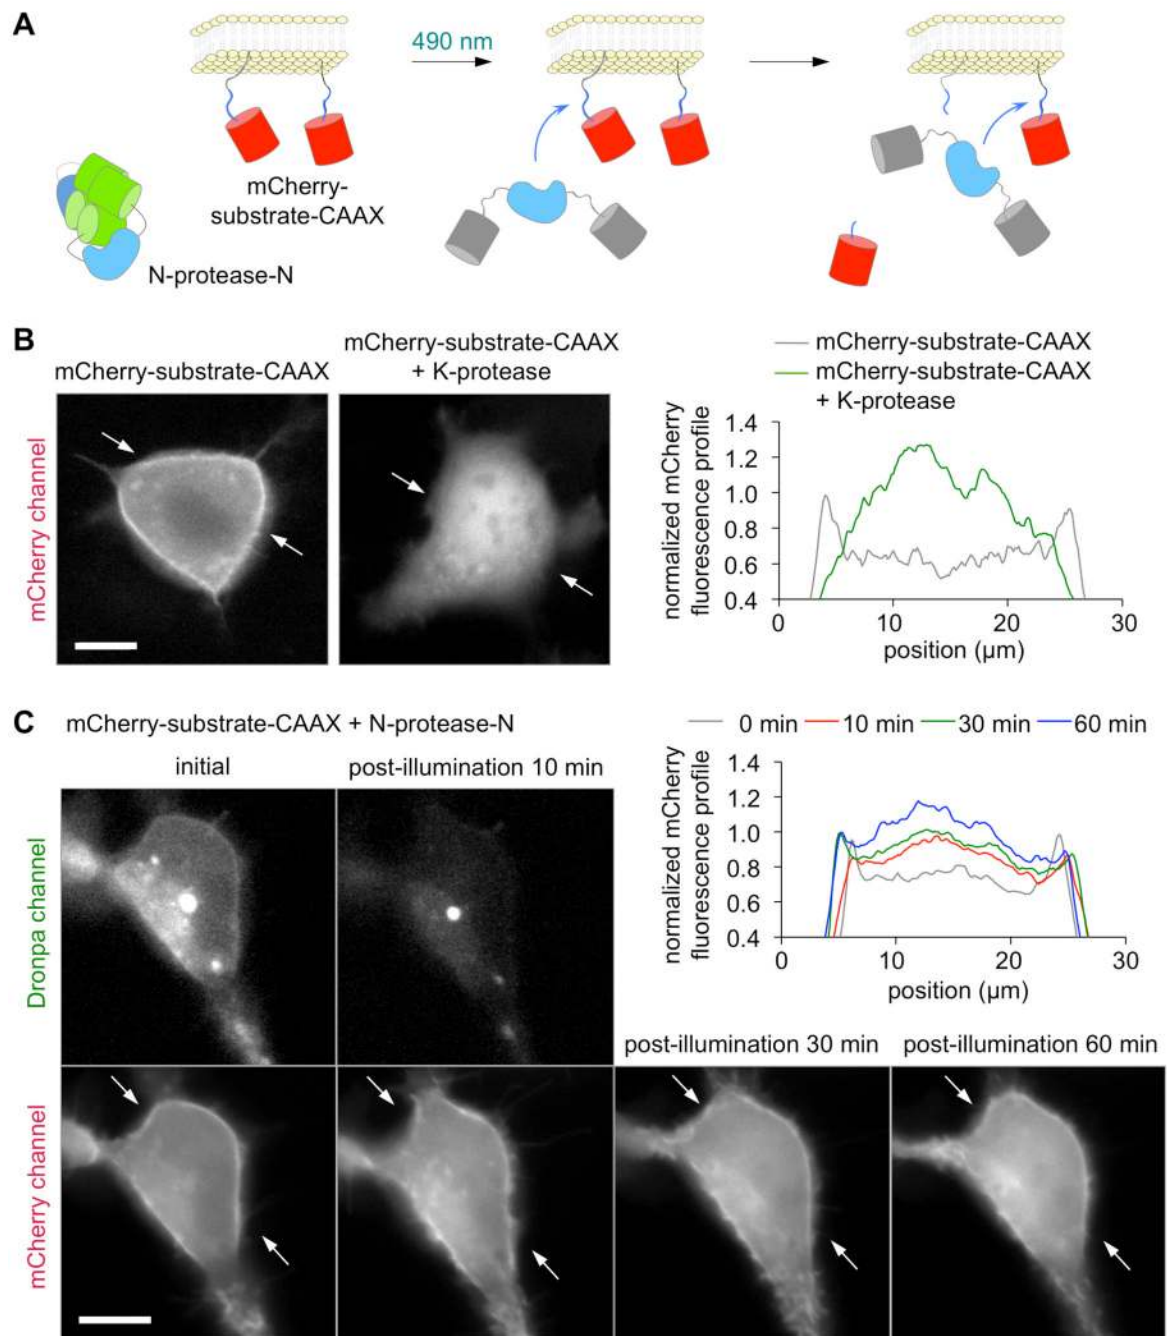 A
490 nm
mCherry-
substrate-CAAX
N-protease-N
B
mCherry-substrate-CAAX
mCherry-substrate-CAAX
+ K-protease
mCherry channel
mCherry-substrate-CAAX
mCherry-substrate-CAAX
+ K-protease
normalized mCherry
fluorescence profile
1.4
1.2
1.0
0.8
0.6
0.4
0 10 20 30
position (µm)
C
mCherry-substrate-CAAX + N-protease-N
initial
post-illumination 10 min
Dronpa channel
0 min 10 min 30 min 60 min
normalized mCherry
fluorescence profile
1.4
1.2
1.0
0.8
0.6
0.4
0 10 20 30
position (µm)
post-illumination 30 min
post-illumination 60 min
mCherry channel